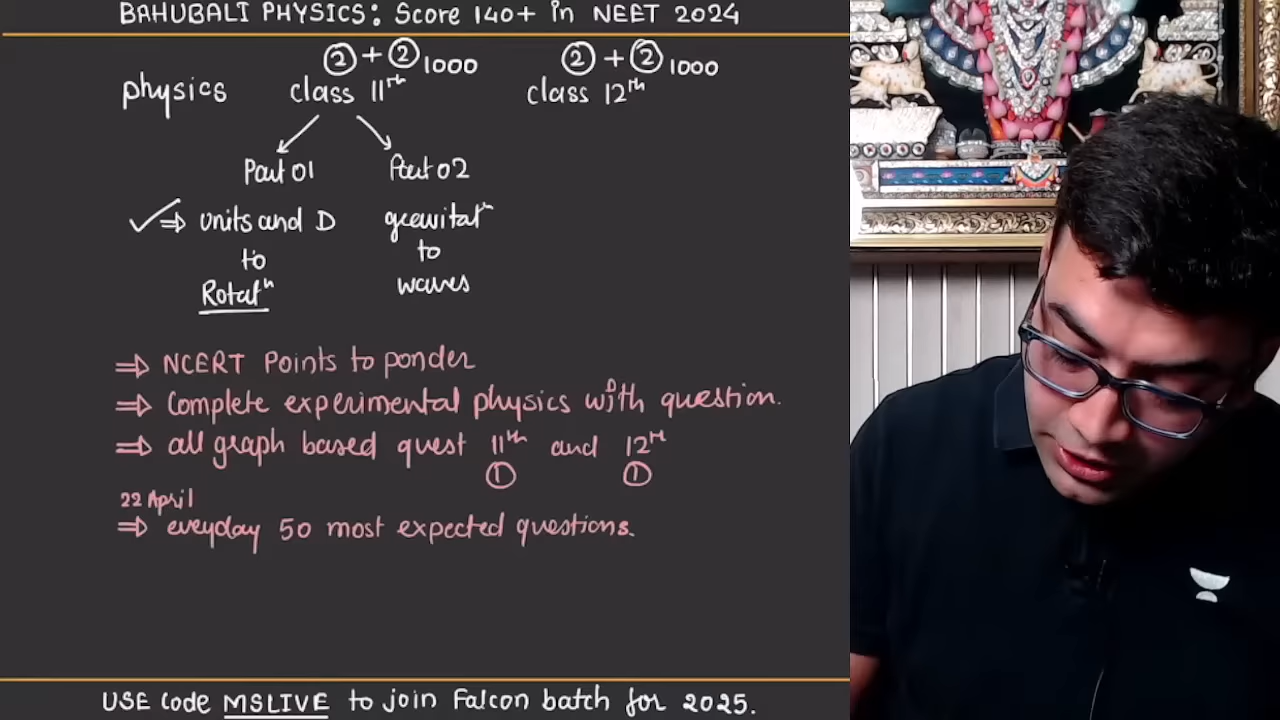 BAHUBALI PHYSICS: Score 140+ in NEET 2024
② + ② 1000 ② + ② 1000
physics class 11th class 12th
Part 01 Part 02
⇒ units and D gravitatn
to to
Rotatn waves
⇒ NCERT Points to ponder
⇒ Complete experimental physics with question.
⇒ all graph based quest 11th and 12th
① ①
22 April
⇒ everyday 50 most expected questions.
USE Code MSLIVE to join Falcon batch for 2025.